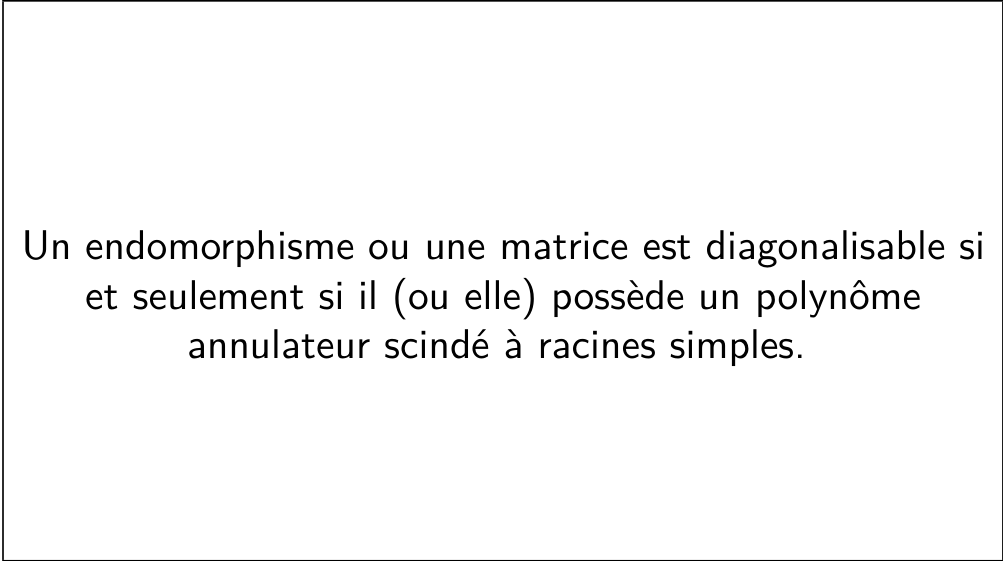 Un endomorphisme ou une matrice est diagonalisable si
et seulement si il (ou elle) possède un polynôme
annulateur scindé à racines simples.